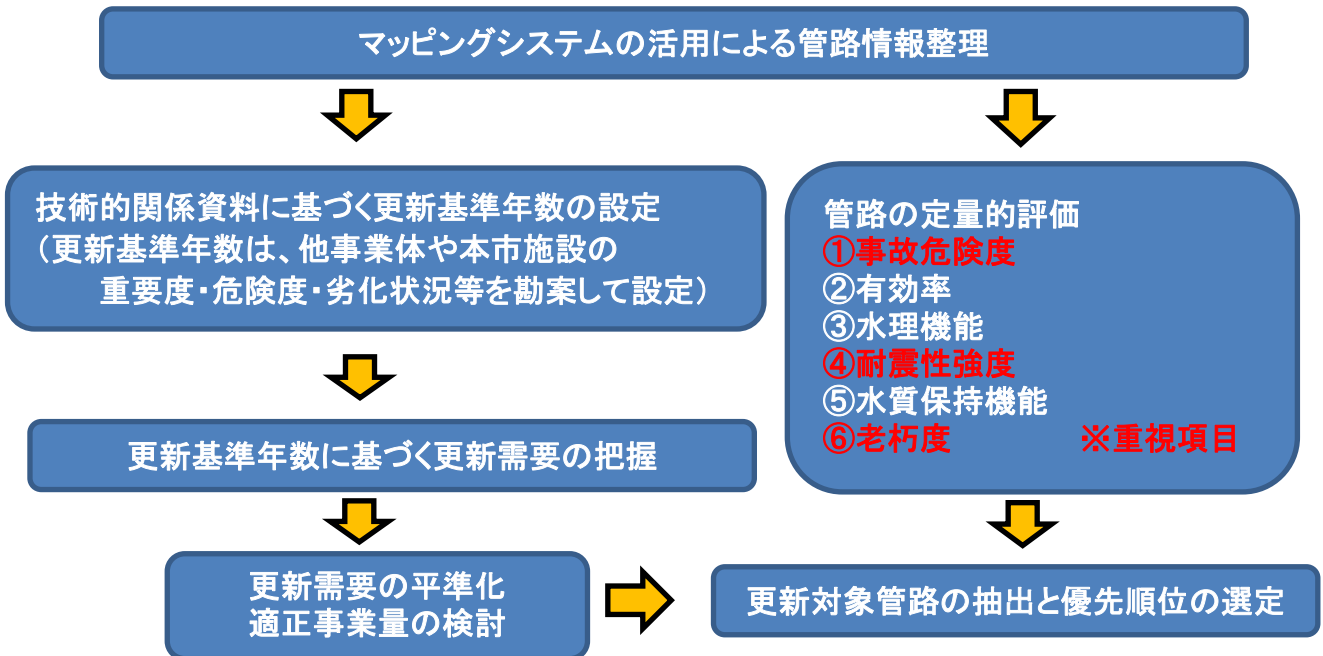 マッピングシステムの活用による管路情報整理
技術的関係資料に基づく更新基準年数の設定
（更新基準年数は、他事業体や本市施設の
重要度・危険度・劣化状況等を勘案して設定）
更新基準年数に基づく更新需要の把握
更新需要の平準化
適正事業量の検討
管路の定量的評価
①事故危険度
②有効率
③水理機能
④耐震性強度
⑤水質保持機能
⑥老朽度 ※重視項目
更新対象管路の抽出と優先順位の選定